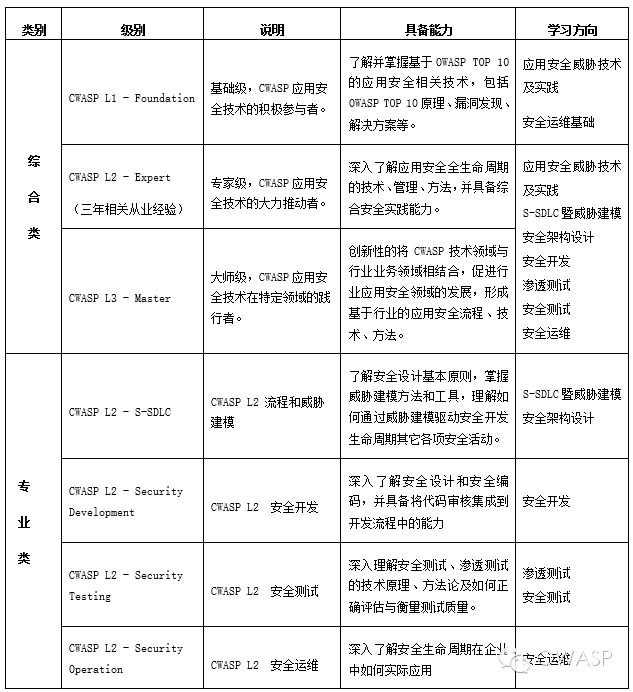 类别 级别 说明 具备能力 学习方向
综合类
CWASP L1 - Foundation
基础级，CWASP 应用安
全技术的积极参与者。
了解并掌握基于 OWASP TOP 10
的应用安全相关技术，包括
OWASP TOP 10 原理、漏洞发现、
解决方案等。
应用安全威胁技术
及实践
安全运维基础
CWASP L2 - Expert
（三年相关从业经验）
专家级，CWASP 应用安
全技术的大力推动者。
深入了解应用安全全生命周期
的技术、管理、方法，并具备综
合安全实践能力。
应用安全威胁技术
及实践
S-SDLC 暨威胁建模
安全架构设计
安全开发
渗透测试
安全测试
安全运维
CWASP L3 - Master
大师级，CWASP 应用安
全技术在特定领域的践
行者。
创新性的将 CWASP 技术领域与
行业业务领域相结合，促进行
业应用安全领域的发展，形成
基于行业的应用安全流程、技
术、方法。
专业类
CWASP L2 - S-SDLC
CWASP L2 流程和威胁
建模
了解安全设计基本原则，掌握
威胁建模方法和工具，理解如
何通过威胁建模驱动安全开发
生命周期其它各项安全活动。
S-SDLC 暨威胁建模
安全架构设计
CWASP L2 - Security
Development
CWASP L2 安全开发
深入了解安全设计和安全编
码，并具备将代码审核集成到
开发流程中的能力
安全开发
CWASP L2 - Security
Testing
CWASP L2 安全测试
深入理解安全测试、渗透测试
的技术原理、方法论及如何正
确评估与衡量测试质量。
渗透测试
安全测试
CWASP L2 - Security
Operation
CWASP L2 安全运维
深入了解安全生命周期在企业
中如何实际应用
安全运维
CWASP